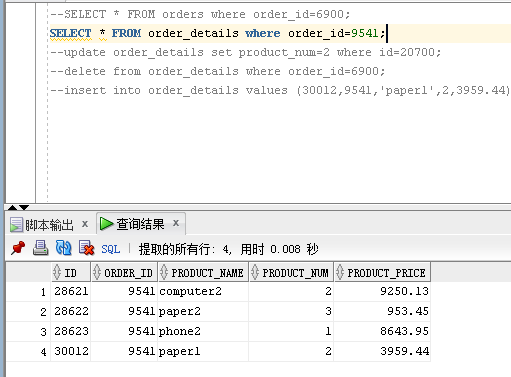 --SELECT * FROM orders where order_id=6900;
SELECT * FROM order_details where order_id=9541;
--update order_details set product_num=2 where id=20700;
--delete from order_details where order_id=6900;
--insert into order_details values (30012,9541,'paper1',2,3959.44)
脚本输出 × 查询结果 ×
SQL | 提取的所有行: 4, 用时 0.008 秒
ID ORDER_ID PRODUCT_NAME PRODUCT_NUM PRODUCT_PRICE
1 28621 9541 computer2 2 9250.13
2 28622 9541 paper2 3 953.45
3 28623 9541 phone2 1 8643.95
4 30012 9541 paper1 2 3959.44